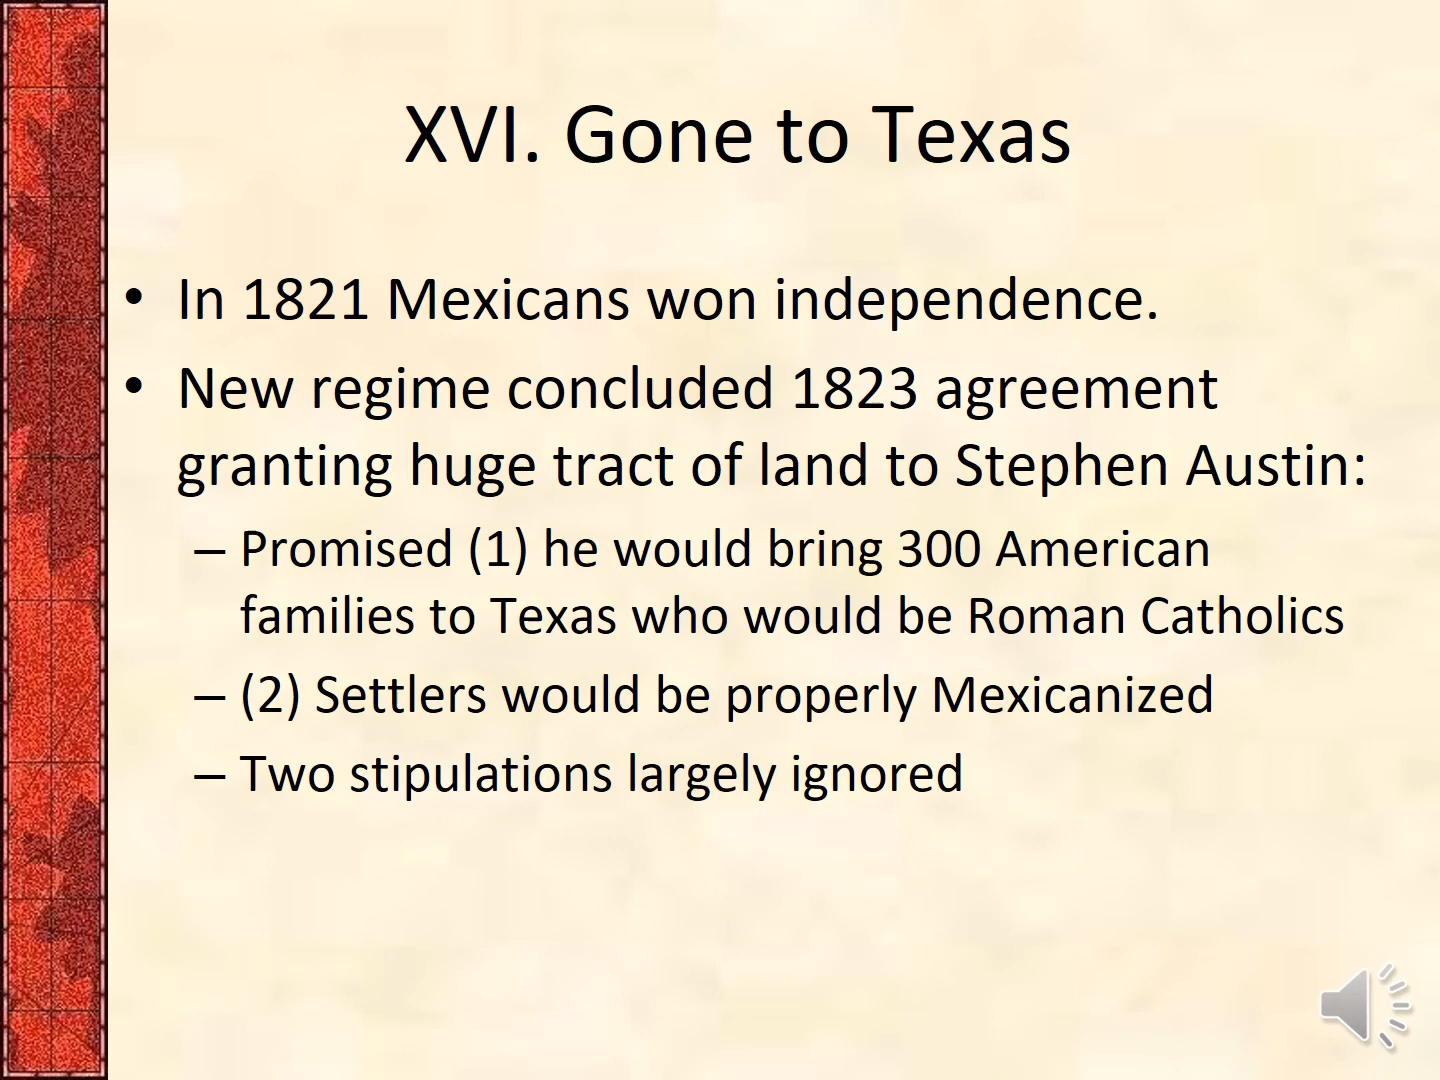 XVI. Gone to Texas
• In 1821 Mexicans won independence.
• New regime concluded 1823 agreement
granting huge tract of land to Stephen Austin:
– Promised (1) he would bring 300 American
families to Texas who would be Roman Catholics
– (2) Settlers would be properly Mexicanized
– Two stipulations largely ignored